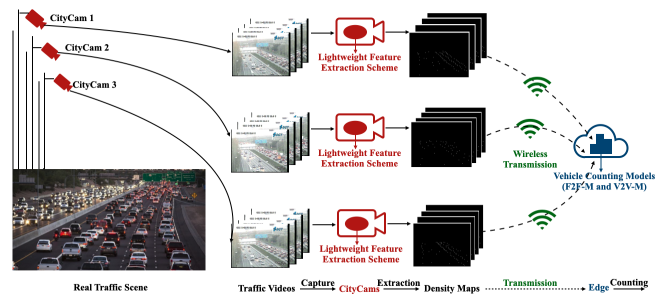 CityCam 1
CityCam 2
CityCam 3
Lightweight Feature
Extraction Scheme
Lightweight Feature
Extraction Scheme
Wireless
Transmission
Vehicle Counting Models
(F2F-M and V2V-M)
Lightweight Feature
Extraction Scheme
Real Traffic Scene
Traffic Videos Capture CityCams Extraction Density Maps Transmission Edge Counting